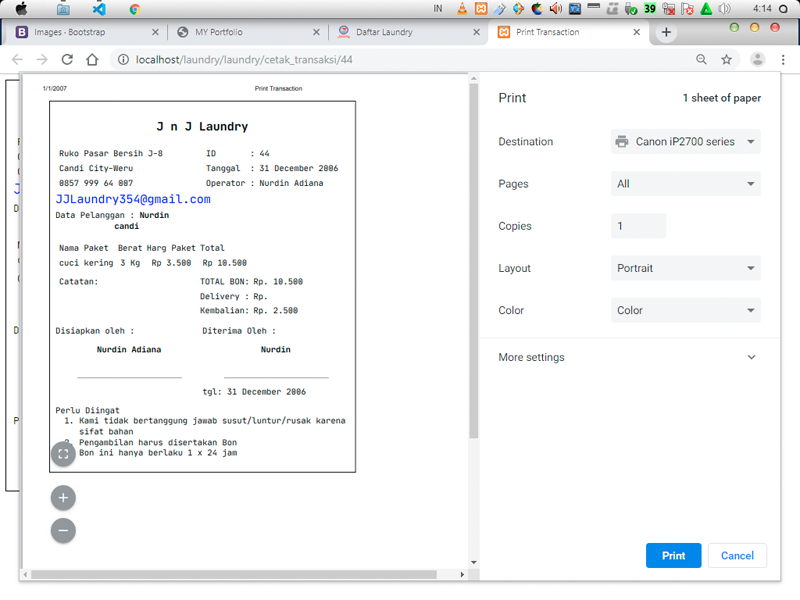 IN
39
4:14
Images - Bootstrap
MY Portfolio
Daftar Laundry
Print Transaction
localhost/laundry/laundry/cetak_transaksi/44
1/1/2007 Print Transaction
J n J Laundry
Ruko Pasar Bersih J-8 ID : 44
Candi City-Weru Tanggal : 31 December 2006
0857 999 64 007 Operator : Nurdin Adiana
JJLaundry354@gmail.com
Data Pelanggan : Nurdin
candi
Nama Paket Berat Harg Paket Total
cuci kering 3 Kg Rp 3.500 Rp 10.500
Catatan: TOTAL BON: Rp. 10.500
Delivery : Rp.
Kembalian: Rp. 2.500
Disiapkan oleh : Diterima Oleh :
Nurdin Adiana Nurdin
tgl: 31 December 2006
Perlu Diingat
1. Kami tidak bertanggung jawab susut/luntur/rusak karena
sifat bahan
2. Pengambilan harus disertakan Bon
Bon ini hanya berlaku 1 x 24 jam
Print 1 sheet of paper
Destination Canon iP2700 series
Pages All
Copies 1
Layout Portrait
Color Color
More settings
Print Cancel